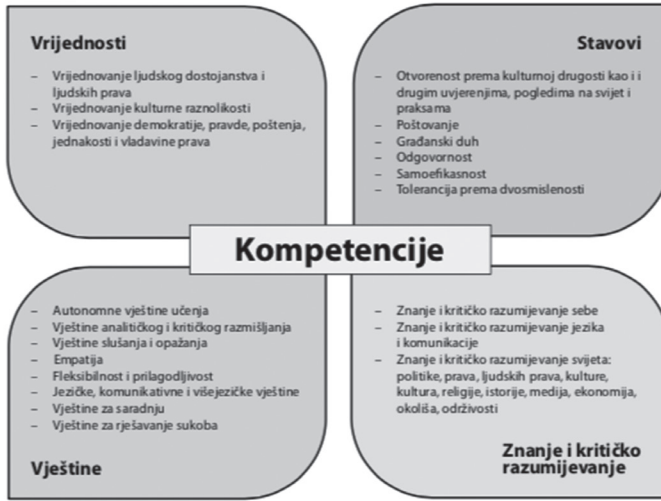 Vrijednosti
– Vrijednovanje ljudskog dostojanstva i
ljudskih prava
– Vrijednovanje kulturne raznolikosti
– Vrijednovanje demokratije, pravde, poštenja,
jednakosti i vladavine prava
Stavovi
– Otvorenost prema kulturnoj drugosti kao i i
drugim uvjerenjima, pogledima na svijet i
praksama
– Poštovanje
– Građanski duh
– Odgovornost
– Samoefikasnost
– Tolerancija prema dvosmislenosti
Kompetencije
– Autonomne vještine učenja
– Vještine analitičkog i kritičkog razmišljanja
– Vještine slušanja i opažanja
– Empatija
– Fleksibilnost i prilagodljivost
– Jezičke, komunikativne i višejezičke vještine
– Vještine za saradnju
– Vještine za rješavanje sukoba
Vještine
– Znanje i kritičko razumijevanje sebe
– Znanje i kritičko razumijevanje jezika
i komunikacije
– Znanje i kritičko razumijevanje svijeta:
politike, prava, ljudskih prava, kulture,
kultura, religije, istorije, medija, ekonomija,
okoliša, održivosti
Znanje i kritičko
razumijevanje